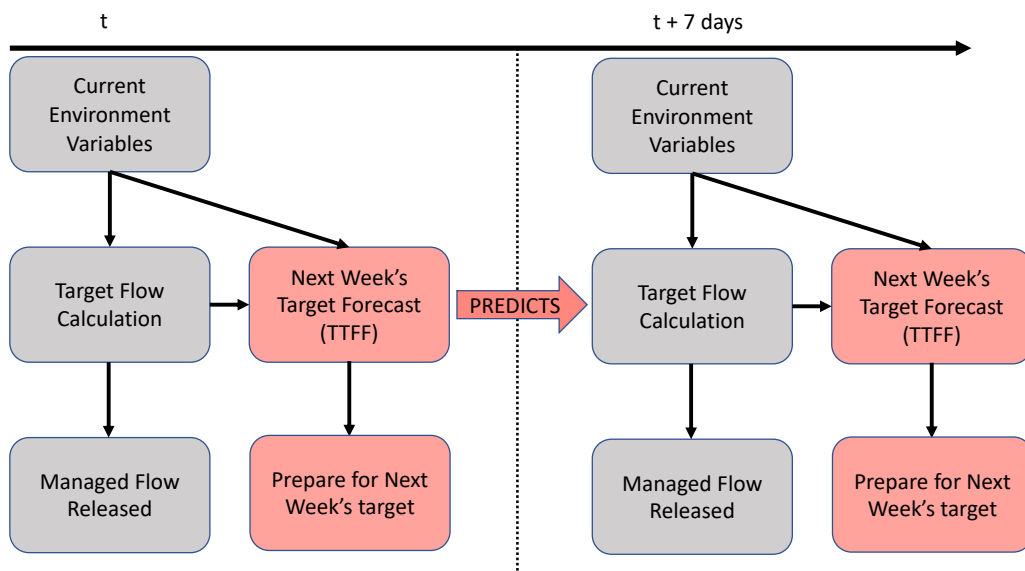 t
t + 7 days
Current
Environment
Variables
Current
Environment
Variables
Target Flow
Calculation
Next Week's
Target Forecast
(TTFF)
PREDICTS
Target Flow
Calculation
Next Week's
Target Forecast
(TTFF)
Managed Flow
Released
Prepare for Next
Week's target
Managed Flow
Released
Prepare for Next
Week's target